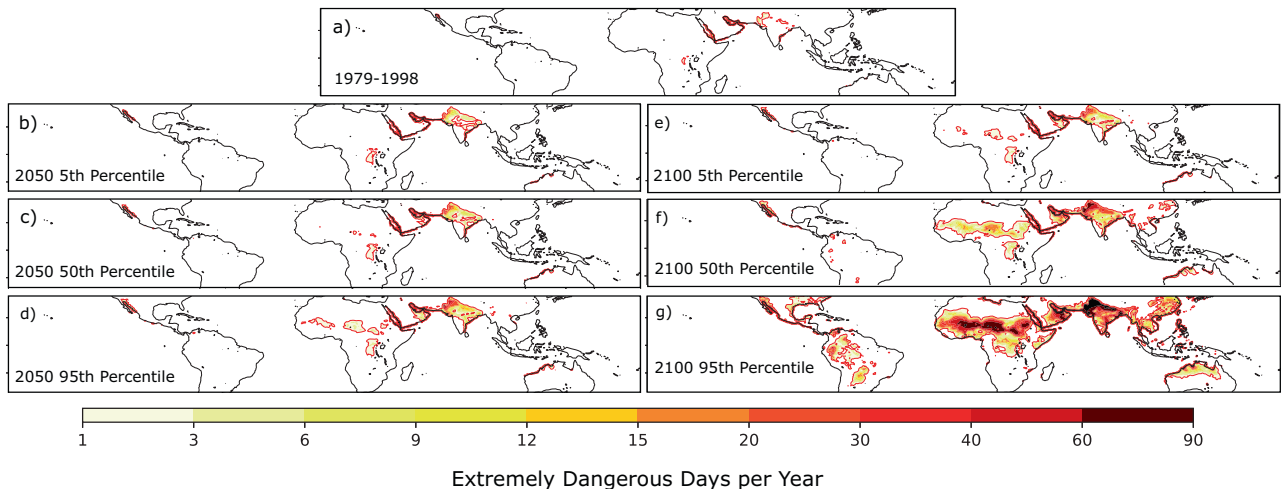 a)
1979-1998
b)
2050 5th Percentile
e)
2100 5th Percentile
c)
2050 50th Percentile
f)
2100 50th Percentile
d)
2050 95th Percentile
g)
2100 95th Percentile
1 3 6 9 12 15 20 30 40 60 90
Extremely Dangerous Days per Year